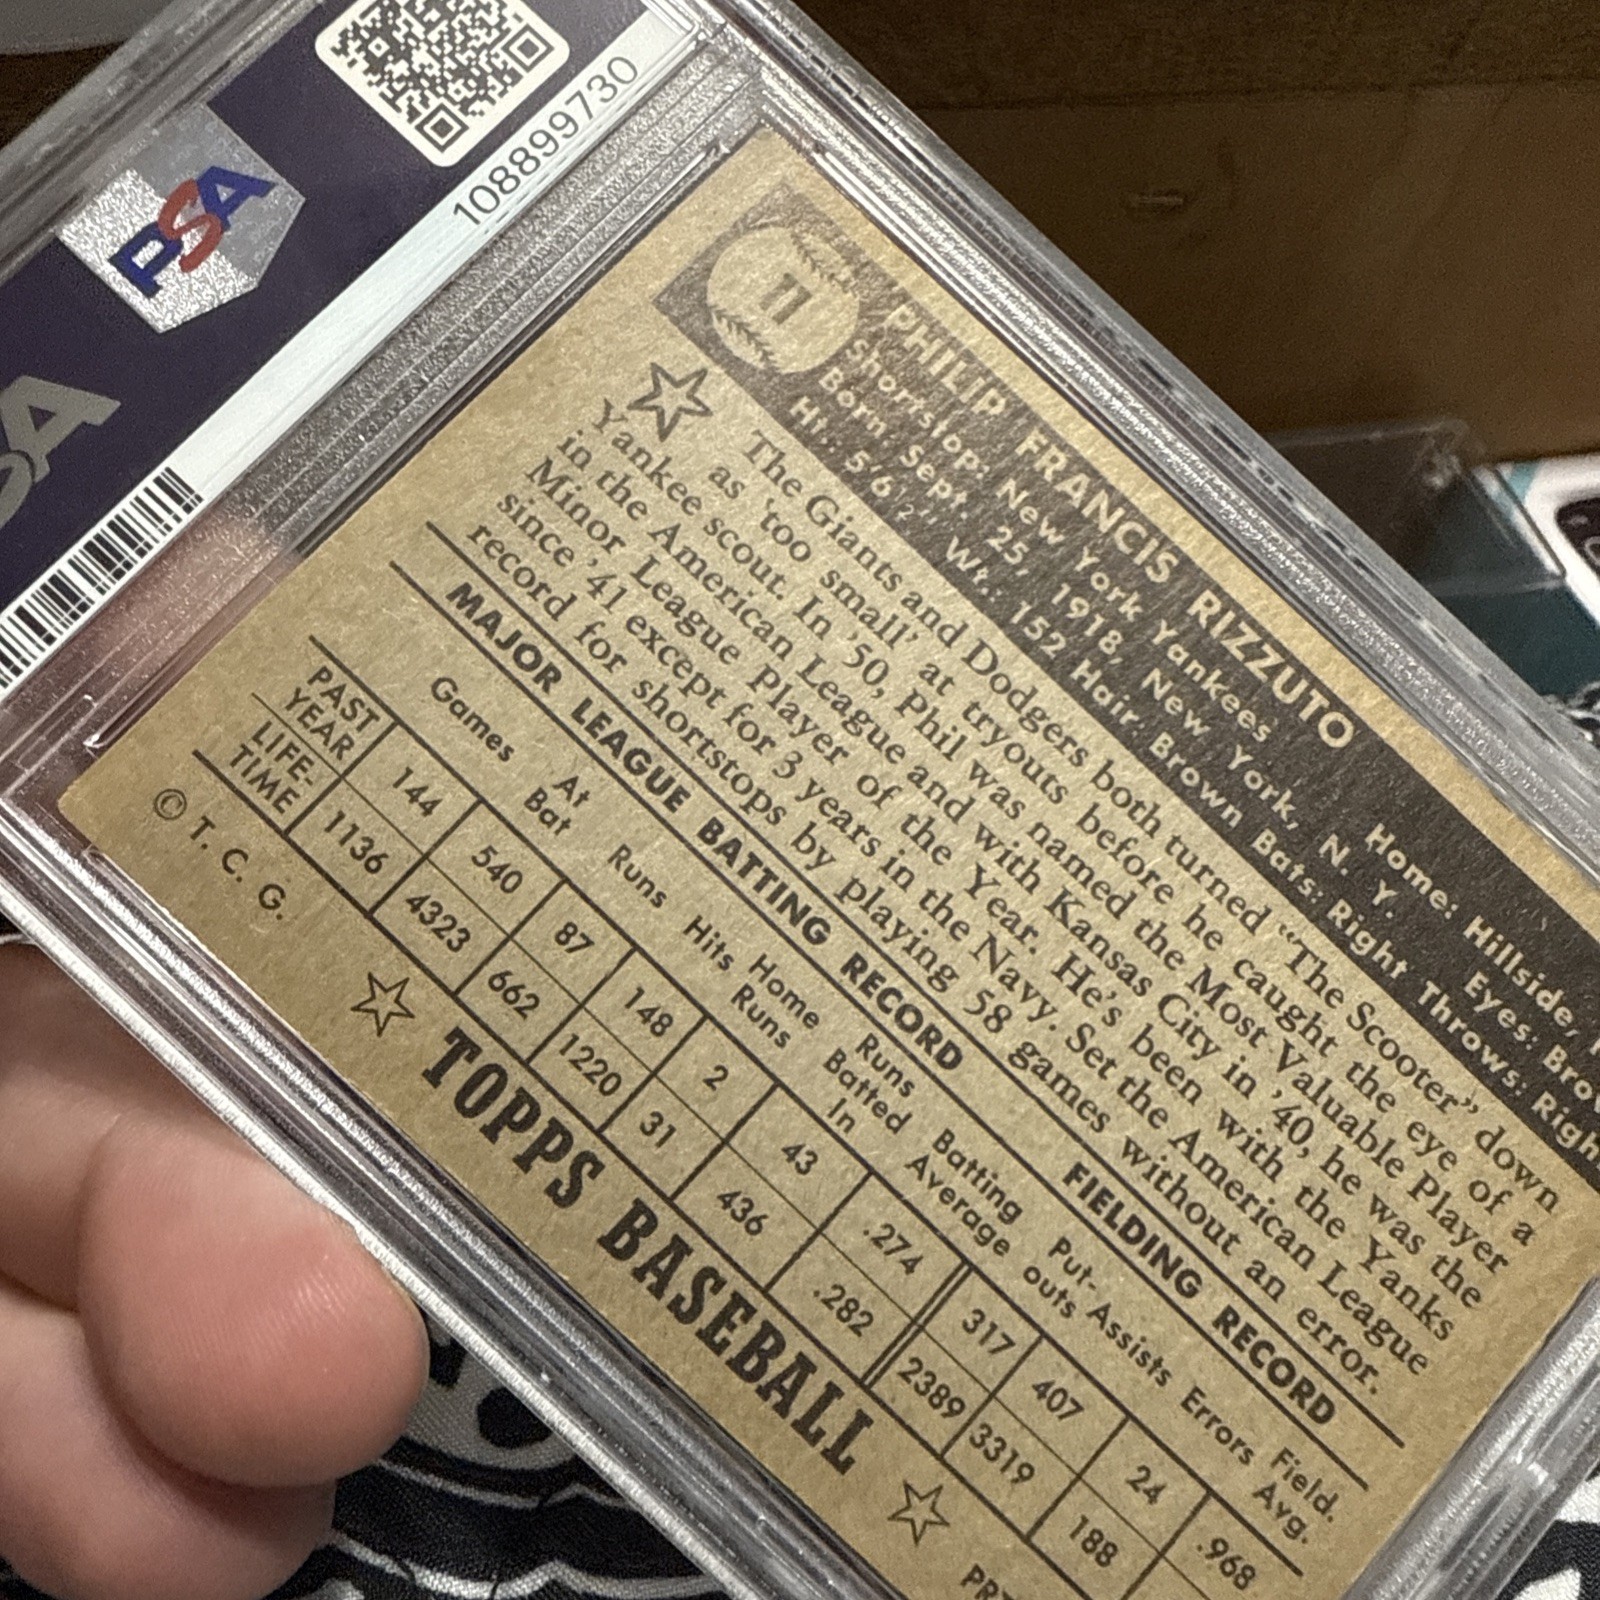 PSA
108899730
11
PHILIP FRANCIS RIZZUTO Home: Hillside,
Shortstop: New York Yankees Eyes:
Born: Sept. 25, 1918, New York, N. Y.
Ht. 5'6½" Wt.: 152 Hair: Brown Bats: Right Throws:
The Giants and Dodgers both turned "The Scooter" down
as 'too small' at tryouts before he caught the eye of a
Yankee scout. In '50, Phil was named the Most Valuable Player
in the American League and with Kansas City in '40, he was the
Minor League Player of the Year. He's been with the Yanks
since '41 except for 3 years in the Navy. Set the American League
record for shortstops by playing 58 games without an error.
MAJOR LEAGUE BATTING RECORD FIELDING RECORD
Games At Bat Runs Hits Home Runs Runs Batted In Batting Average Put-outs Assists Errors Field. Avg.
PAST YEAR 144 540 87 148 2 43 .274 317 407 24 .968
LIFE-TIME 1136 4323 662 1220 31 436 .282 2389 3319 188
© T. C. G.
TOPPS BASEBALL